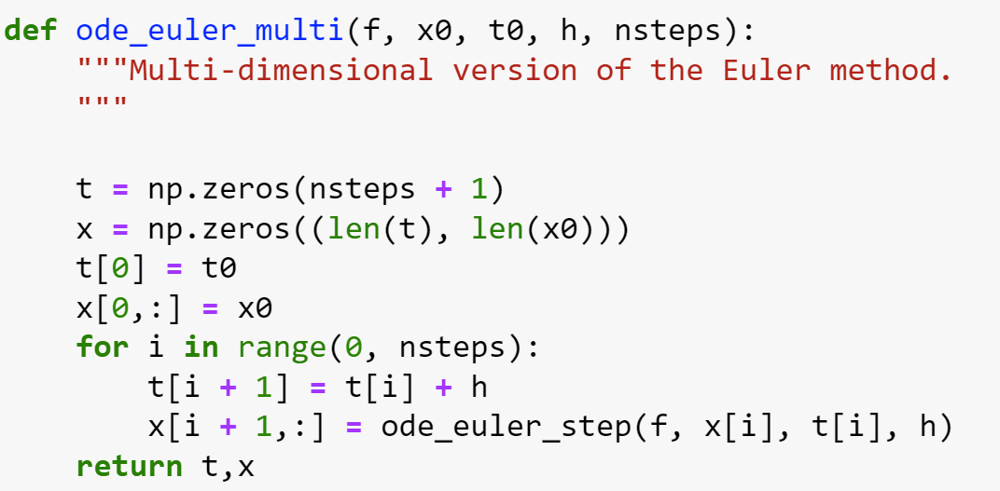 def ode_euler_multi(f, x0, t0, h, nsteps):
    """Multi-dimensional version of the Euler method.
    """

    t = np.zeros(nsteps + 1)
    x = np.zeros((len(t), len(x0)))
    t[0] = t0
    x[0,:] = x0
    for i in range(0, nsteps):
        t[i + 1] = t[i] + h
        x[i + 1,:] = ode_euler_step(f, x[i], t[i], h)
    return t,x